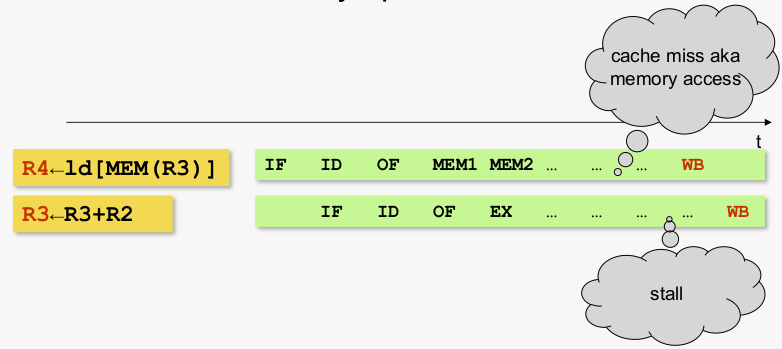 cache miss aka
memory access
t
R4←ld[MEM(R3)] IF ID OF MEM1 MEM2 … … … WB
R3←R3+R2 IF ID OF EX … … … … WB
stall